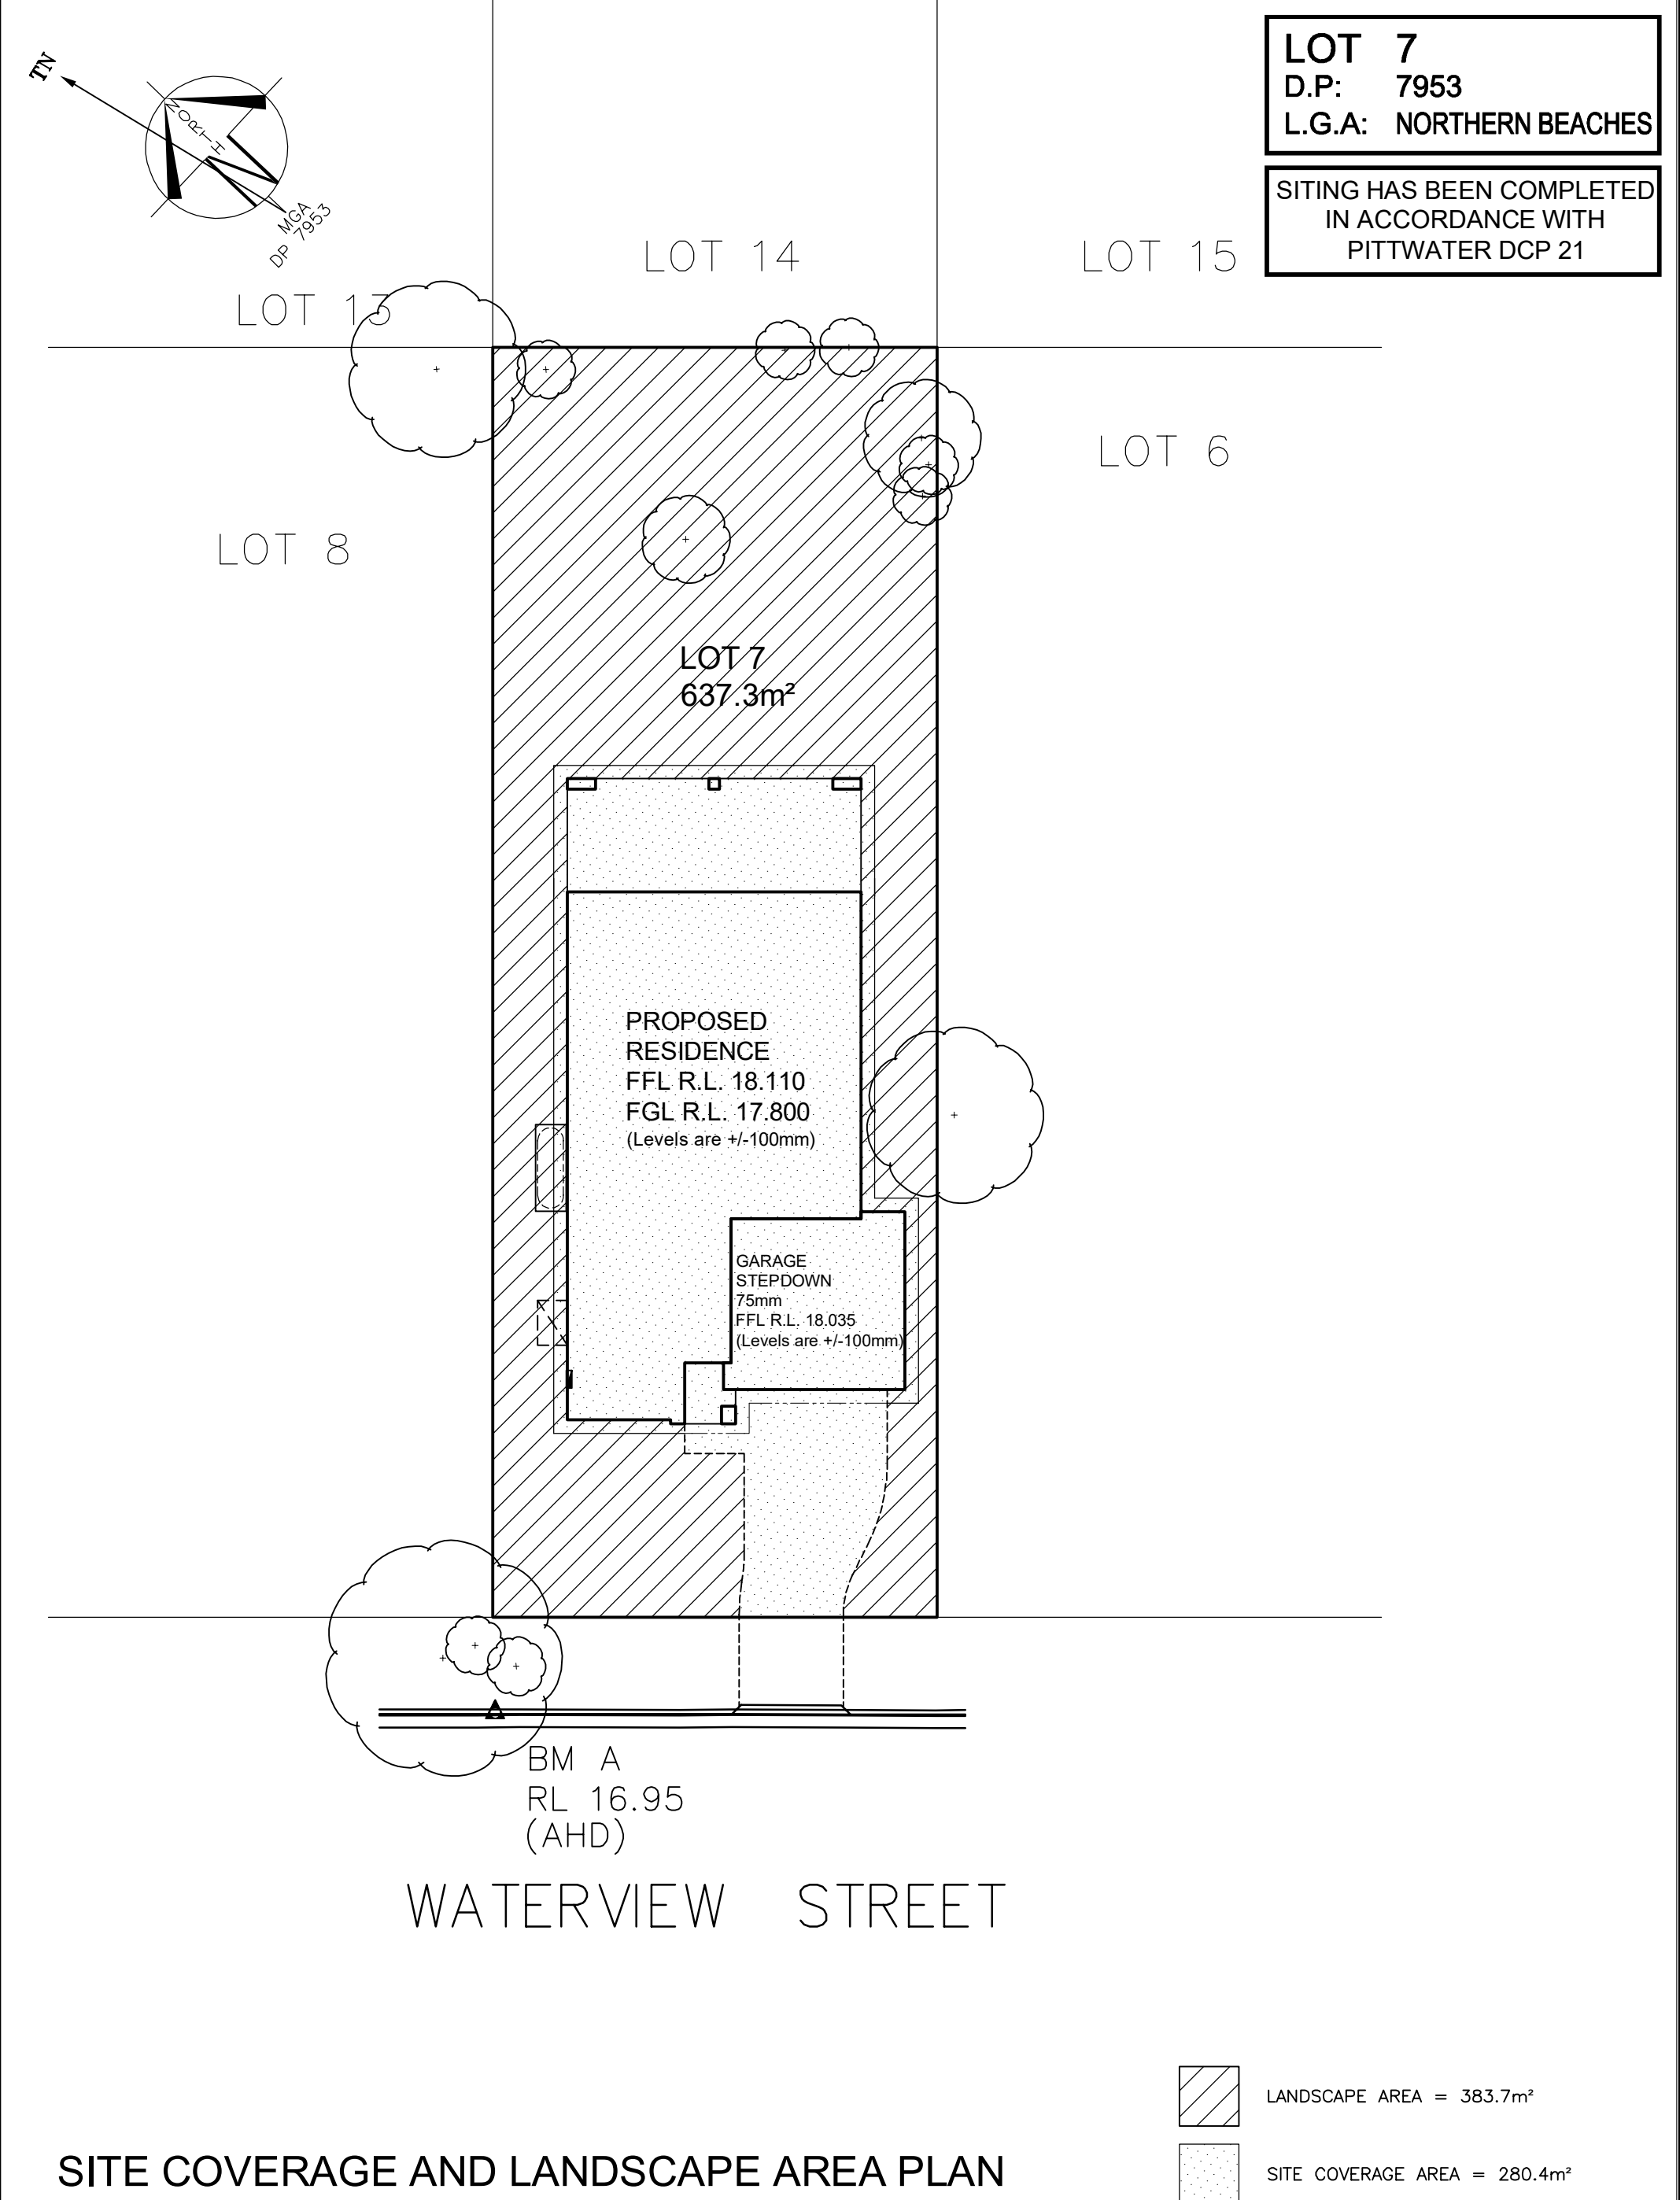 LOT 7
D.P: 7953
L.G.A: NORTHERN BEACHES
SITING HAS BEEN COMPLETED
IN ACCORDANCE WITH
PITTWATER DCP 21
TN
NORTH
MGA
DP 7953
LOT 14
LOT 15
LOT 13
LOT 6
LOT 8
LOT 7
637.3m²
PROPOSED
RESIDENCE
FFL R.L. 18.110
FGL R.L. 17.800
(Levels are +/-100mm)
GARAGE
STEPDOWN
75mm
FFL R.L. 18.035
(Levels are +/-100mm)
BM A
RL 16.95
(AHD)
WATERVIEW STREET
LANDSCAPE AREA = 383.7m²
SITE COVERAGE AND LANDSCAPE AREA PLAN
SITE COVERAGE AREA = 280.4m²